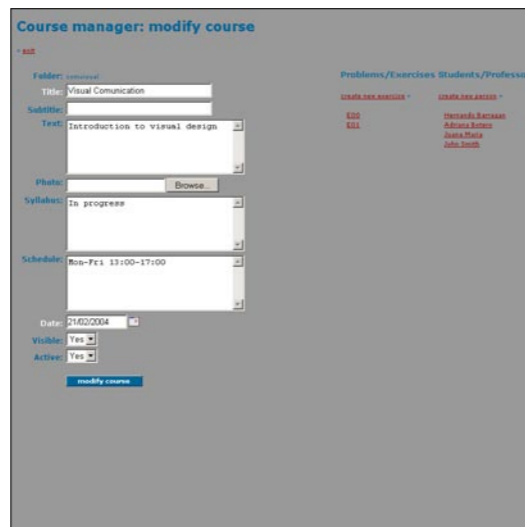 Course manager: modify course
« exit
Folder: comvisual
Title: Visual Comunication
Subtitle:
Text: Introduction to visual design
Photo: Browse...
Syllabus: In progress
Schedule: Mon-Fri 13:00-17:00
Date: 21/02/2004
Visible: Yes
Active: Yes
modify course
Problems/Exercises Students/Professo
create new exercise » create new person »
E00 Hernando Barragan
E01 Adriana Botero
Juana Maria
John Smith